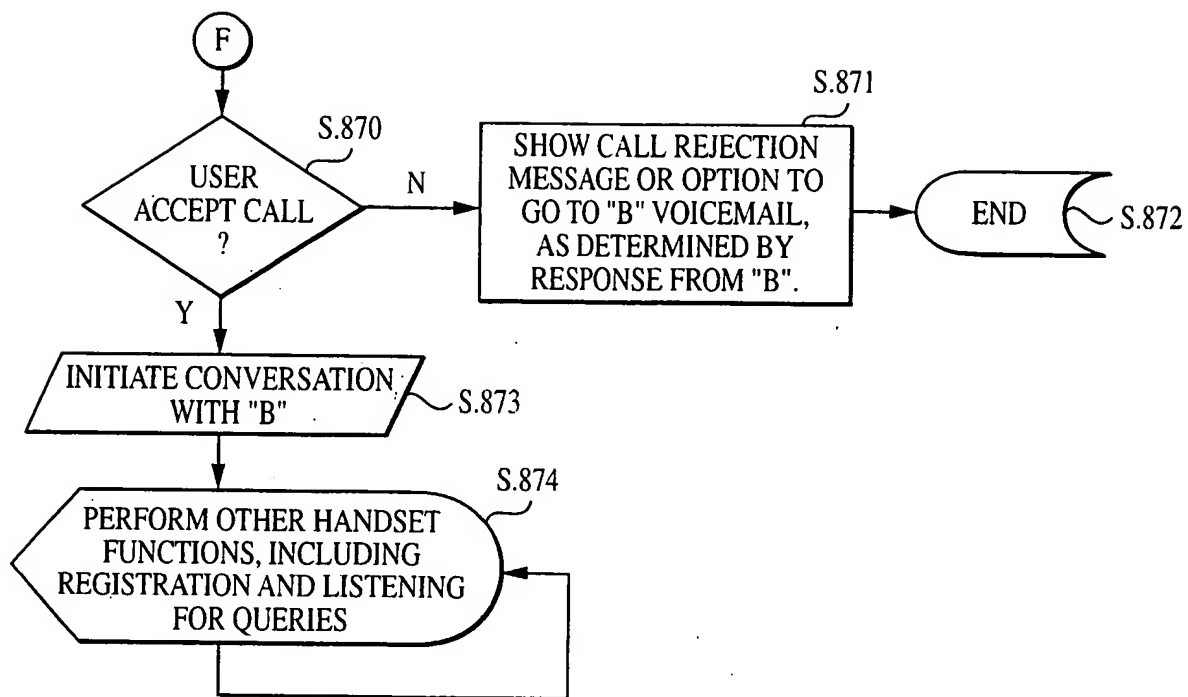 F
S.870
USER
ACCEPT CALL
?
N
Y
S.871
SHOW CALL REJECTION
MESSAGE OR OPTION TO
GO TO "B" VOICEMAIL,
AS DETERMINED BY
RESPONSE FROM "B".
END
S.872
INITIATE CONVERSATION
WITH "B"
S.873
S.874
PERFORM OTHER HANDSET
FUNCTIONS, INCLUDING
REGISTRATION AND LISTENING
FOR QUERIES